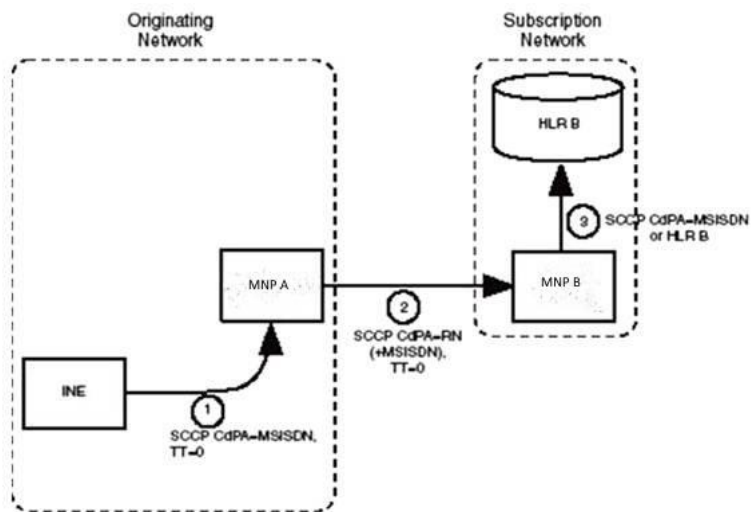 Originating
Network
Subscription
Network
HLR B
3
SCCP CdPA=MSISDN
or HLR B
MNP A
MNP B
2
SCCP CdPA=RN
(+MSISDN),
TT=0
INE
1
SCCP CdPA=MSISDN,
TT=0